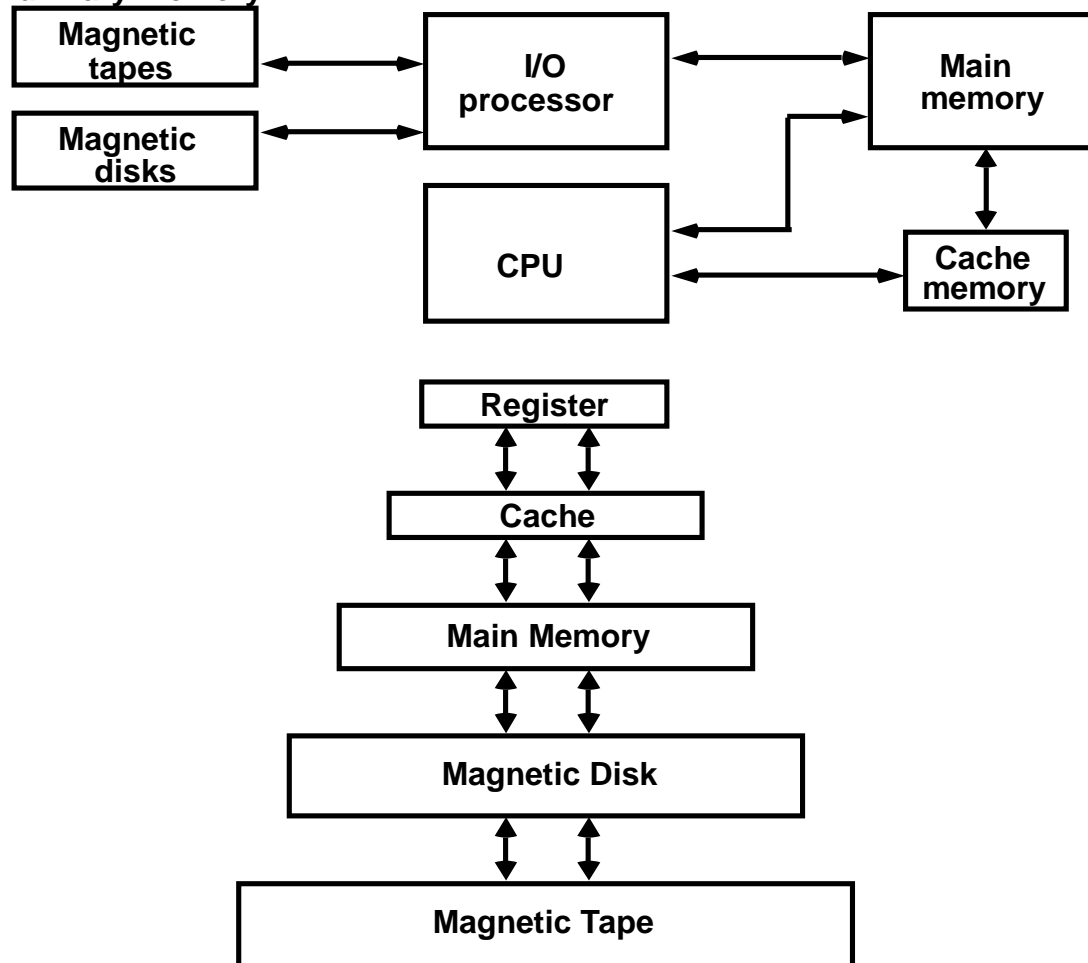 Magnetic
tapes
I/O
processor
Main
memory
Magnetic
disks
CPU
Cache
memory
Register
Cache
Main Memory
Magnetic Disk
Magnetic Tape